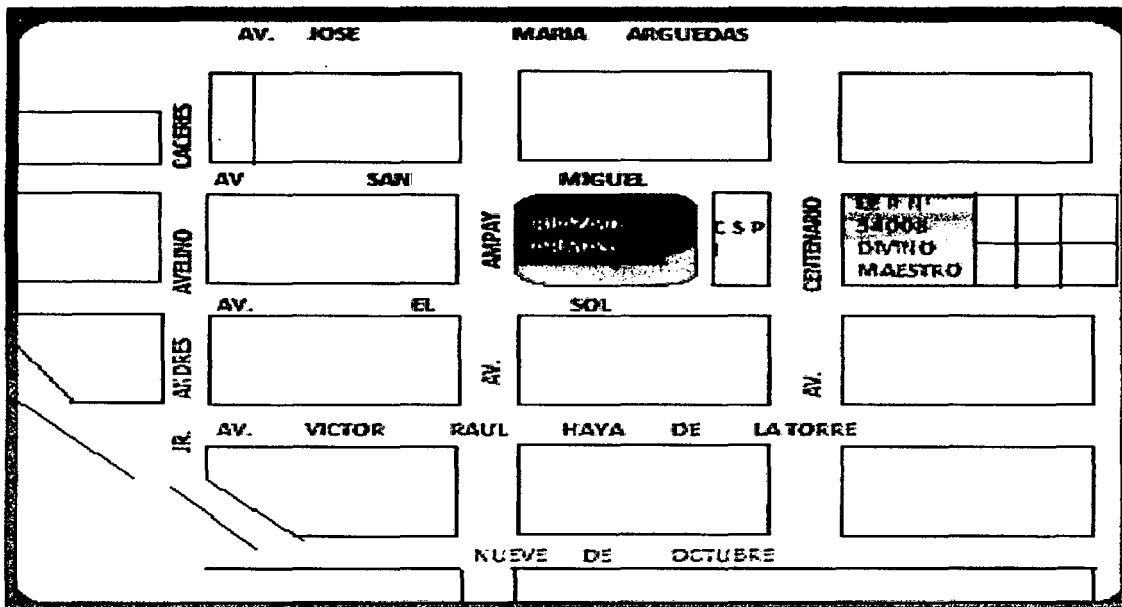 AV. JOSE MARIA ARGUEDAS
AV SAN MIGUEL
C S P
54008
DIVINO
MAESTRO
AV. EL SOL
AV. VICTOR RAUL HAYA DE LA TORRE
NUEVE DE OCTUBRE
JR. ANDRES AVELINO CACERES
AV. AMPAY
AV. CENTENARIO